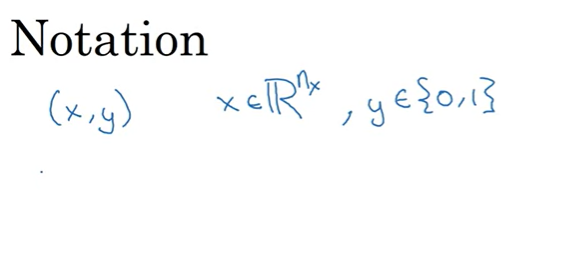 Notation
(x,y) x∈ℝ^{n_x}, y∈{0,1}